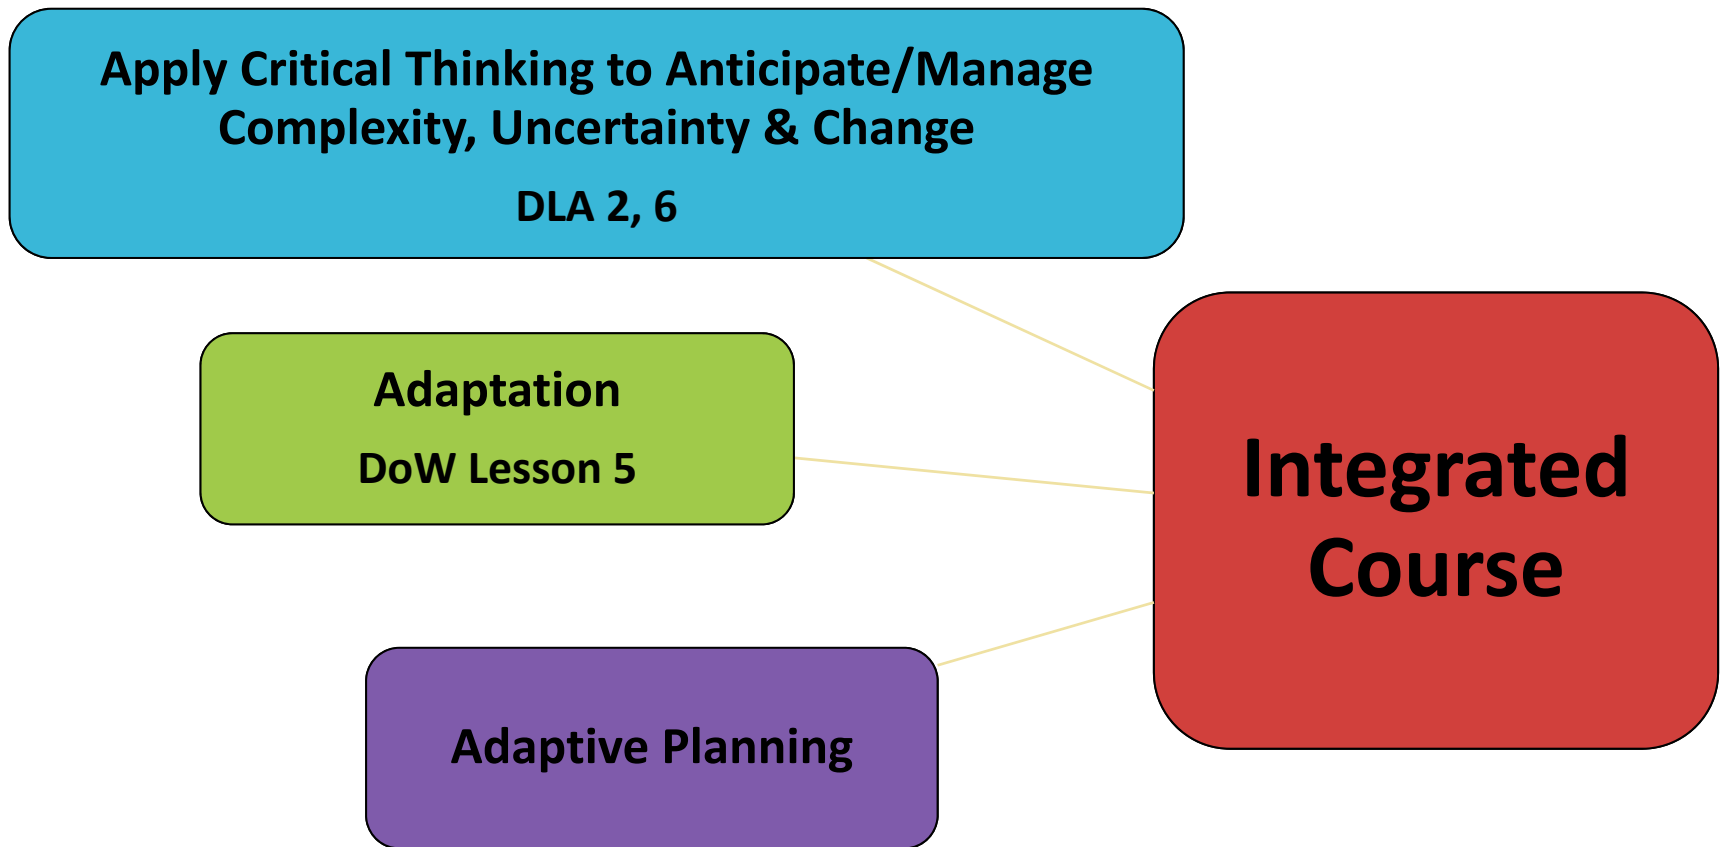 Apply Critical Thinking to Anticipate/Manage
Complexity, Uncertainty & Change
DLA 2, 6
Adaptation
DoW Lesson 5
Integrated
Course
Adaptive Planning